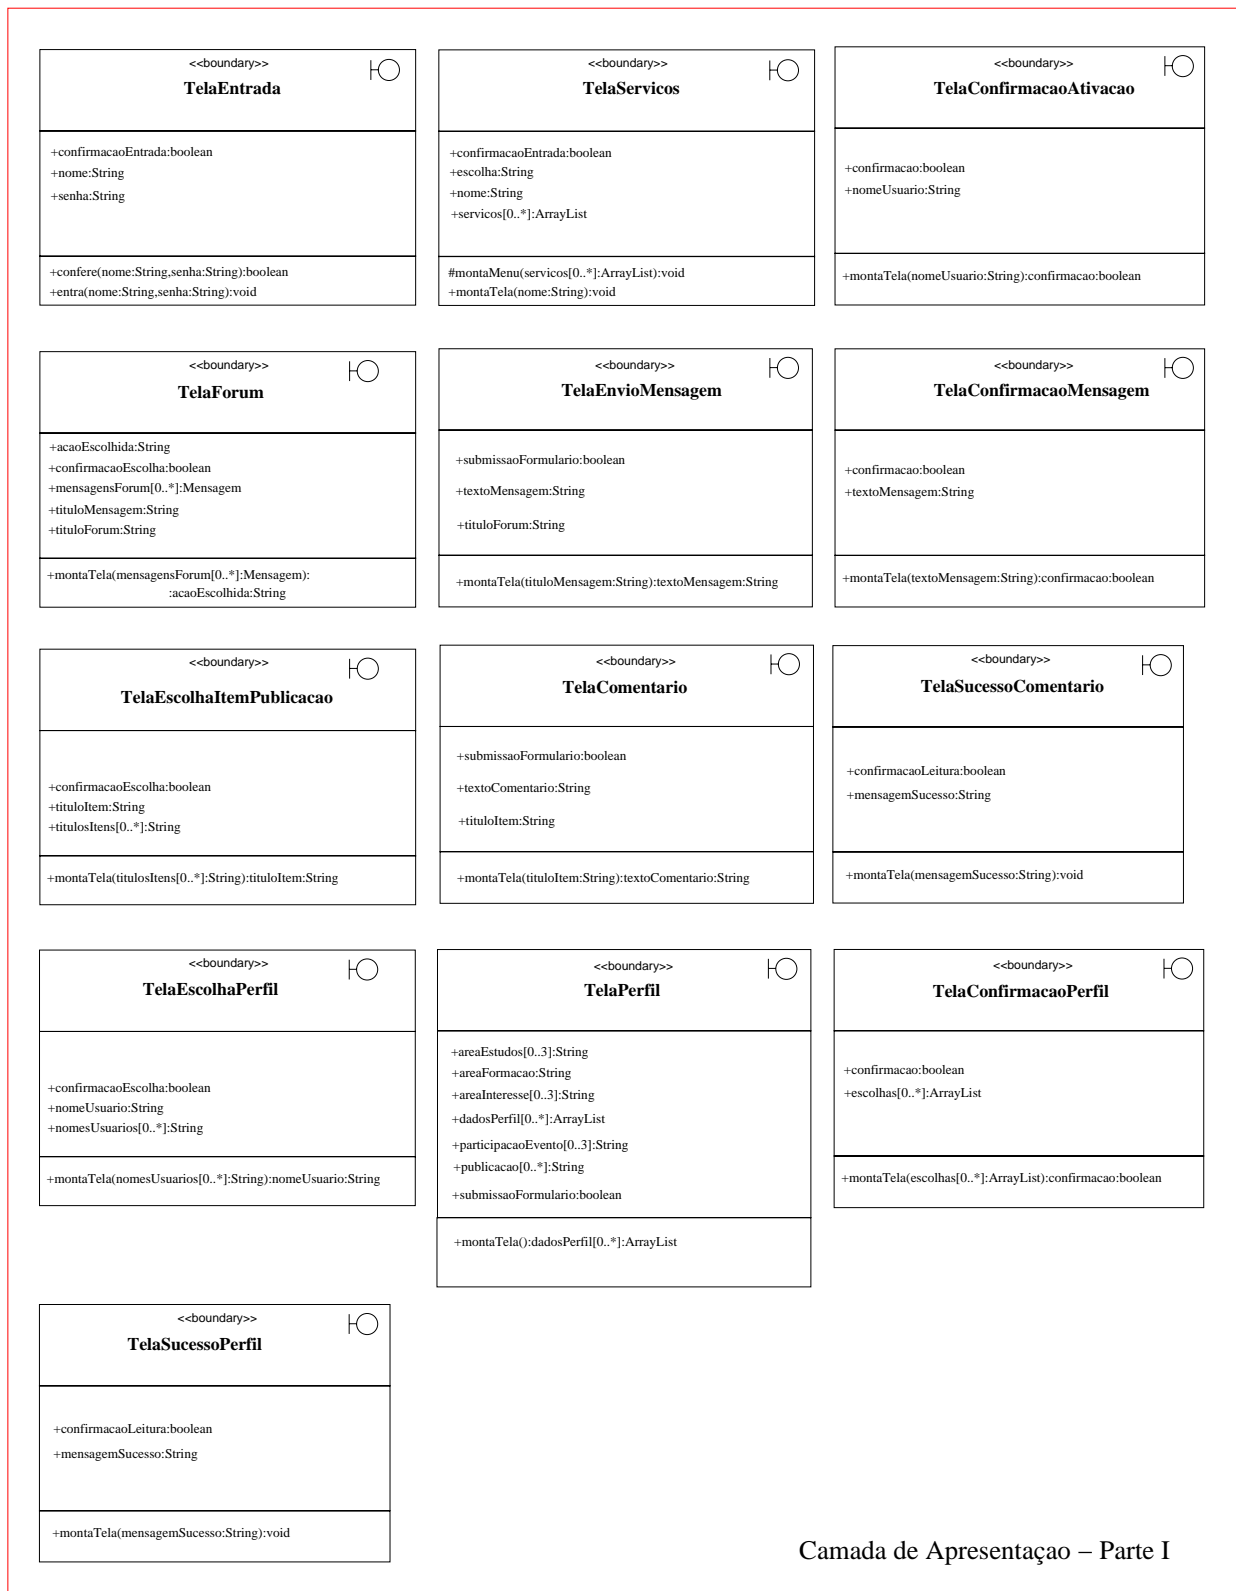 <<boundary>>
TelaEntrada
+confirmacaoEntrada:boolean
+nome:String
+senha:String
+confere(nome:String,senha:String):boolean
+entra(nome:String,senha:String):void
<<boundary>>
TelaServicos
+confirmacaoEntrada:boolean
+escolha:String
+nome:String
+servicos[0..*]:ArrayList
#montaMenu(servicos[0..*]:ArrayList):void
+montaTela(nome:String):void
<<boundary>>
TelaConfirmacaoAtivacao
+confirmacao:boolean
+nomeUsuario:String
+montaTela(nomeUsuario:String):confirmacao:boolean
<<boundary>>
TelaForum
+acaoEscolhida:String
+confirmacaoEscolha:boolean
+mensagensForum[0..*]:Mensagem
+tituloMensagem:String
+tituloForum:String
+montaTela(mensagensForum[0..*]:Mensagem):
:acaoEscolhida:String
<<boundary>>
TelaEnvioMensagem
+submissaoFormulario:boolean
+textoMensagem:String
+tituloForum:String
+montaTela(tituloMensagem:String):textoMensagem:String
<<boundary>>
TelaConfirmacaoMensagem
+confirmacao:boolean
+textoMensagem:String
+montaTela(textoMensagem:String):confirmacao:boolean
<<boundary>>
TelaEscolhaItemPublicacao
+confirmacaoEscolha:boolean
+tituloItem:String
+titulosItens[0..*]:String
+montaTela(titulosItens[0..*]:String):tituloItem:String
<<boundary>>
TelaComentario
+submissaoFormulario:boolean
+textoComentario:String
+tituloItem:String
+montaTela(tituloItem:String):textoComentario:String
<<boundary>>
TelaSucessoComentario
+confirmacaoLeitura:boolean
+mensagemSucesso:String
+montaTela(mensagemSucesso:String):void
<<boundary>>
TelaEscolhaPerfil
+confirmacaoEscolha:boolean
+nomeUsuario:String
+nomesUsuarios[0..*]:String
+montaTela(nomesUsuarios[0..*]:String):nomeUsuario:String
<<boundary>>
TelaPerfil
+areaEstudos[0..3]:String
+areaFormacao:String
+areaInteresse[0..3]:String
+dadosPerfil[0..*]:ArrayList
+participacaoEvento[0..3]:String
+publicacao[0..*]:String
+submissaoFormulario:boolean
+montaTela():dadosPerfil[0..*]:ArrayList
<<boundary>>
TelaConfirmacaoPerfil
+confirmacao:boolean
+escolhas[0..*]:ArrayList
+montaTela(escolhas[0..*]:ArrayList):confirmacao:boolean
<<boundary>>
TelaSucessoPerfil
+confirmacaoLeitura:boolean
+mensagemSucesso:String
+montaTela(mensagemSucesso:String):void
Camada de Apresentaçao – Parte I